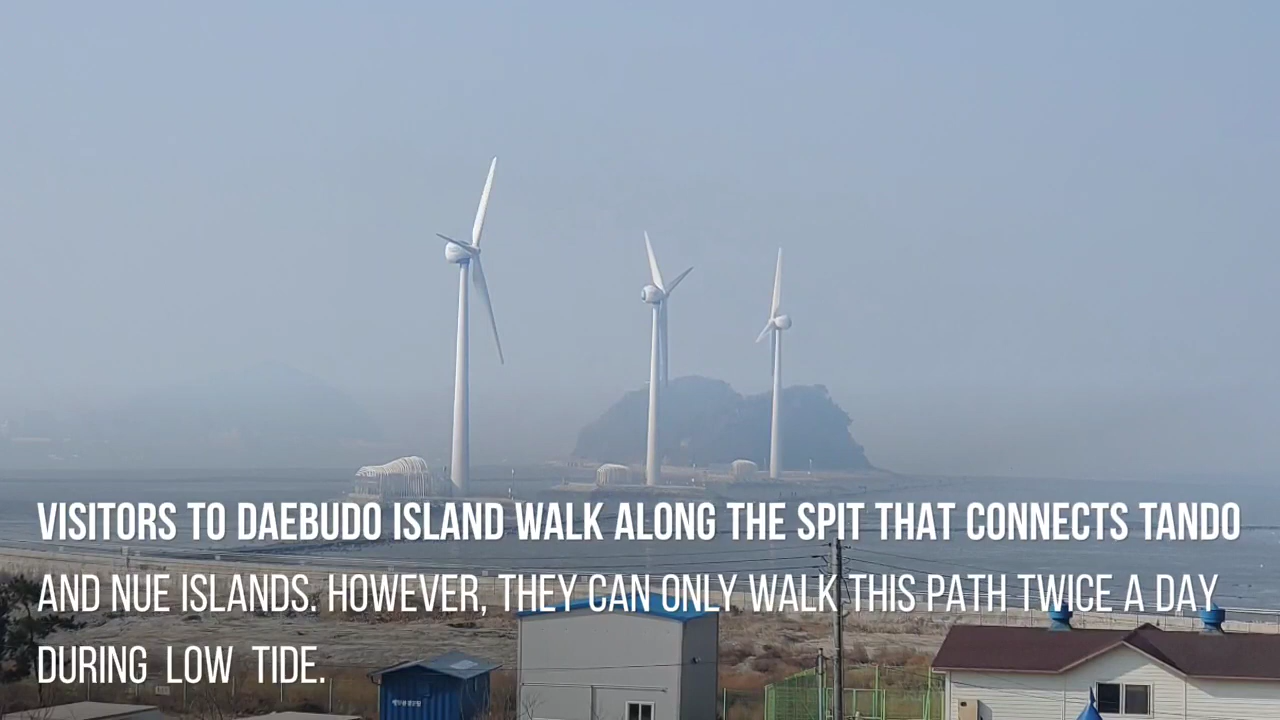 VISITORS TO DAEBUDO ISLAND WALK ALONG THE SPIT THAT CONNECTS TANDO
AND NUE ISLANDS. HOWEVER, THEY CAN ONLY WALK THIS PATH TWICE A DAY
DURING LOW TIDE.